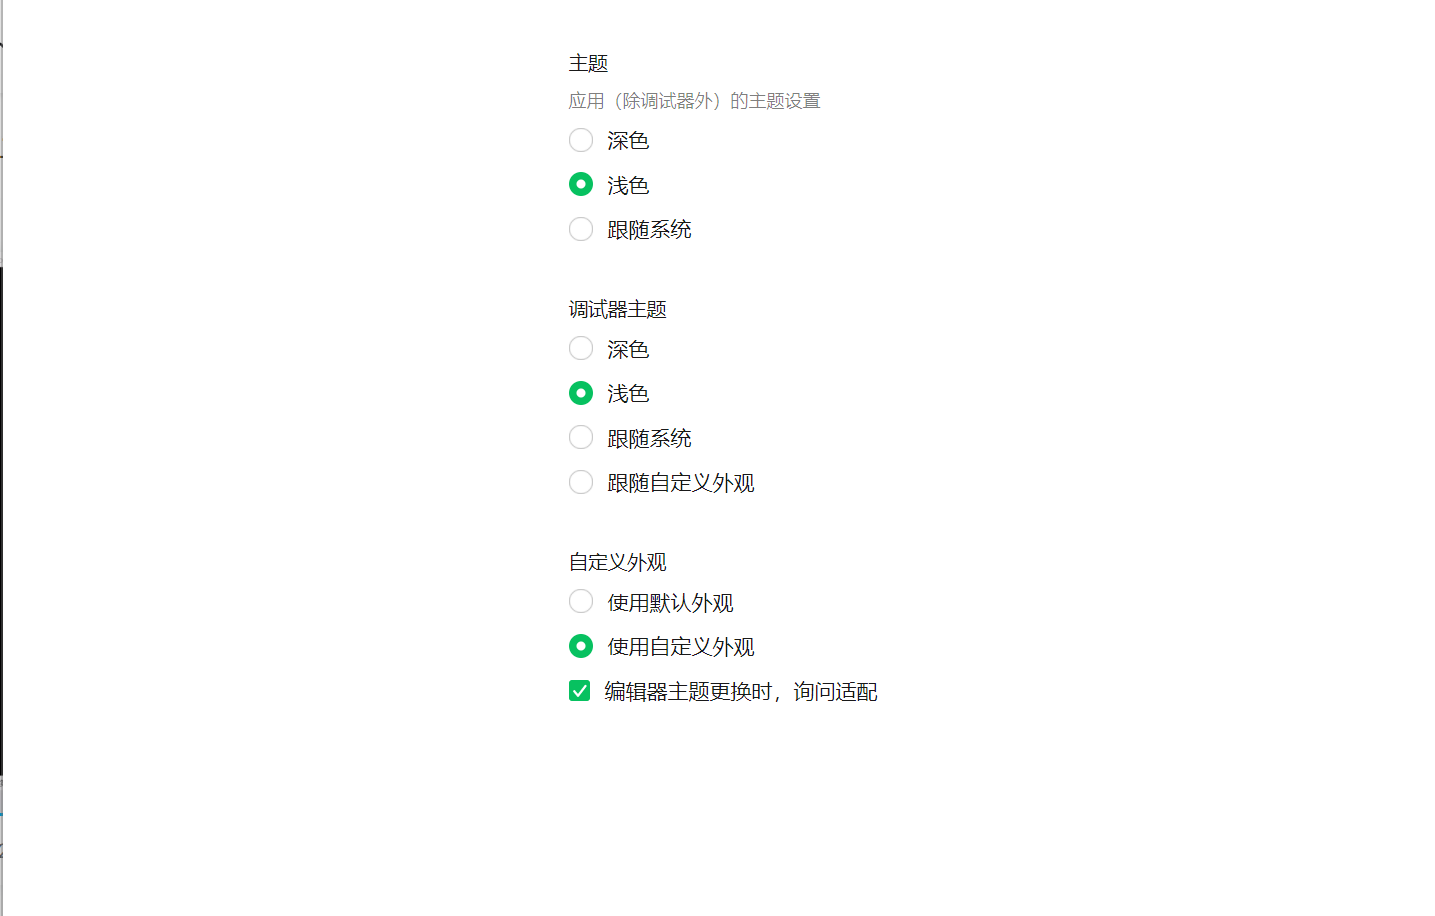 主题
应用（除调试器外）的主题设置
深色
浅色
跟随系统
调试器主题
深色
浅色
跟随系统
跟随自定义外观
自定义外观
使用默认外观
使用自定义外观
编辑器主题更换时，询问适配